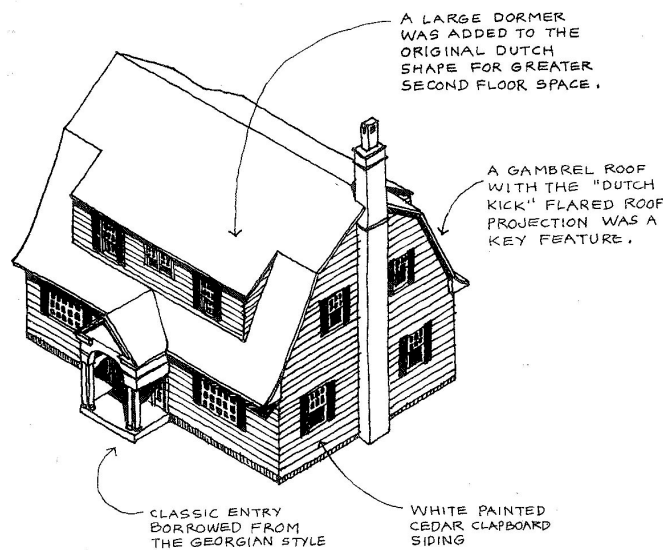 A LARGE DORMER
WAS ADDED TO THE
ORIGINAL DUTCH
SHAPE FOR GREATER
SECOND FLOOR SPACE.
A GAMBREL ROOF
WITH THE "DUTCH
KICK" FLARED ROOF
PROJECTION WAS A
KEY FEATURE.
CLASSIC ENTRY
BORROWED FROM
THE GEORGIAN STYLE
WHITE PAINTED
CEDAR CLAPBOARD
SIDING